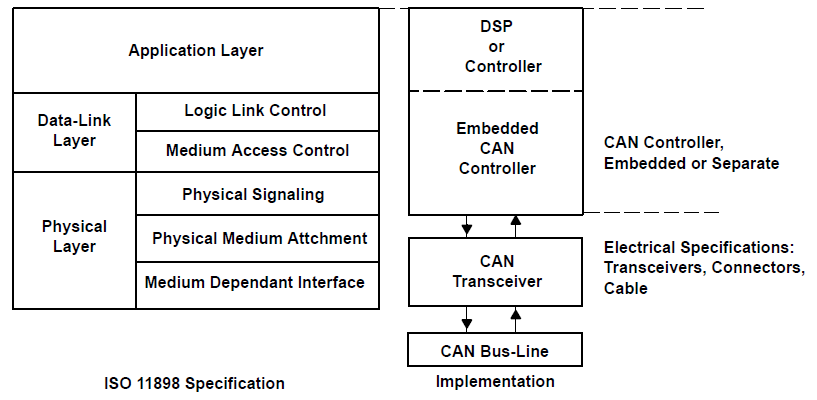 Application Layer
Data-Link
Layer
Logic Link Control
Medium Access Control
Physical
Layer
Physical Signaling
Physical Medium Attchment
Medium Dependant Interface
ISO 11898 Specification
DSP
or
Controller
Embedded
CAN
Controller
CAN
Transceiver
CAN Bus-Line
Implementation
CAN Controller,
Embedded or Separate
Electrical Specifications:
Transceivers, Connectors,
Cable